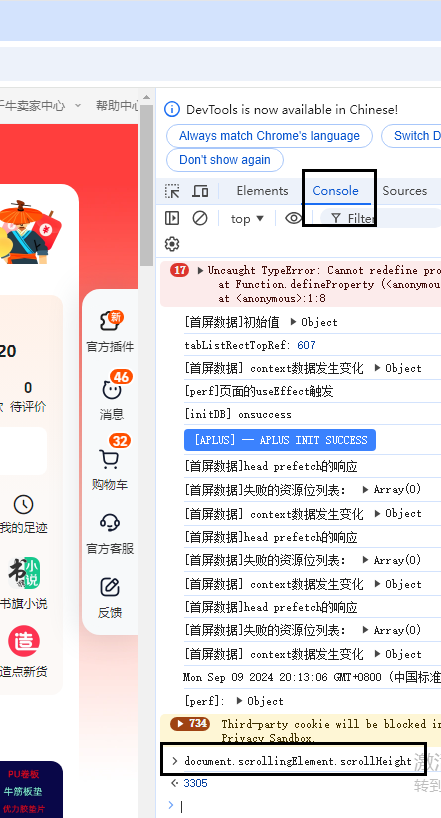 千牛卖家中心
帮助中心
DevTools is now available in Chinese!
Always match Chrome's language
Switch D
Don't show again
Elements
Console
Sources
top
Filter
17
Uncaught TypeError: Cannot redefine pro
at Function.defineProperty (<anonymous
at <anonymous>:1:8
[首屏数据]初始值 Object
tabListRectTopRef: 607
[首屏数据] context数据发生变化 Object
[perf]页面的useEffect触发
[initDB] onsuccess
[APLUS] -- APLUS INIT SUCCESS
[首屏数据]head prefetch的响应
[首屏数据]失败的资源位列表： Array(0)
[首屏数据] context数据发生变化 Object
[首屏数据]head prefetch的响应
[首屏数据]失败的资源位列表： Array(0)
[首屏数据] context数据发生变化 Object
[首屏数据]head prefetch的响应
[首屏数据]失败的资源位列表： Array(0)
[首屏数据] context数据发生变化 Object
Mon Sep 09 2024 20:13:06 GMT+0800 (中国标准
[perf]: Object
734
Third-party cookie will be blocked in
Privacy Sandbox.
document.scrollingElement.scrollHeight
3305
激活
转到
新
官方插件
46
消息
32
购物车
官方客服
反馈
20
0
待评价
我的足迹
书旗
小说
书旗小说
造
造点新货
PU卷板
牛筋板垫
优力胶垫片